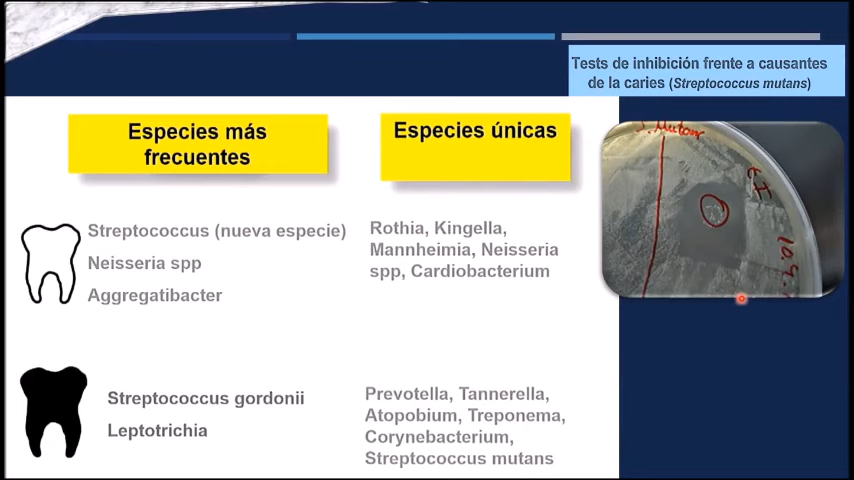 Tests de inhibición frente a causantes
de la caries (Streptococcus mutans)
Especies más
frecuentes
Especies únicas
Streptococcus (nueva especie)
Neisseria spp
Aggregatibacter
Rothia, Kingella,
Mannheimia, Neisseria
spp, Cardiobacterium
S. Mutans
Streptococcus gordonii
Leptotrichia
Prevotella, Tannerella,
Atopobium, Treponema,
Corynebacterium,
Streptococcus mutans